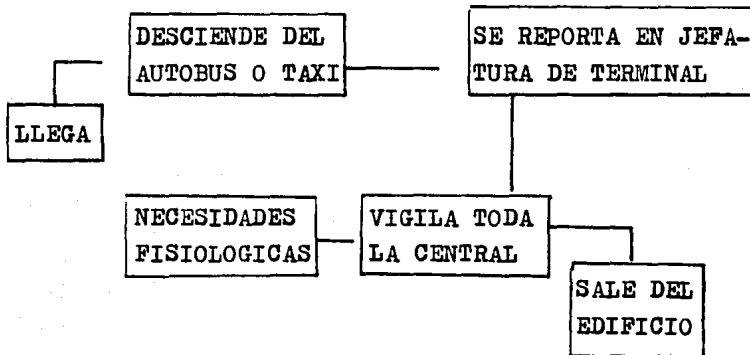 DESCIENDE DEL
AUTOBUS O TAXI
SE REPORTA EN JEFA-
TURA DE TERMINAL
LLEGA
NECESIDADES
FISIOLOGICAS
VIGILA TODA
LA CENTRAL
SALE DEL
EDIFICIO